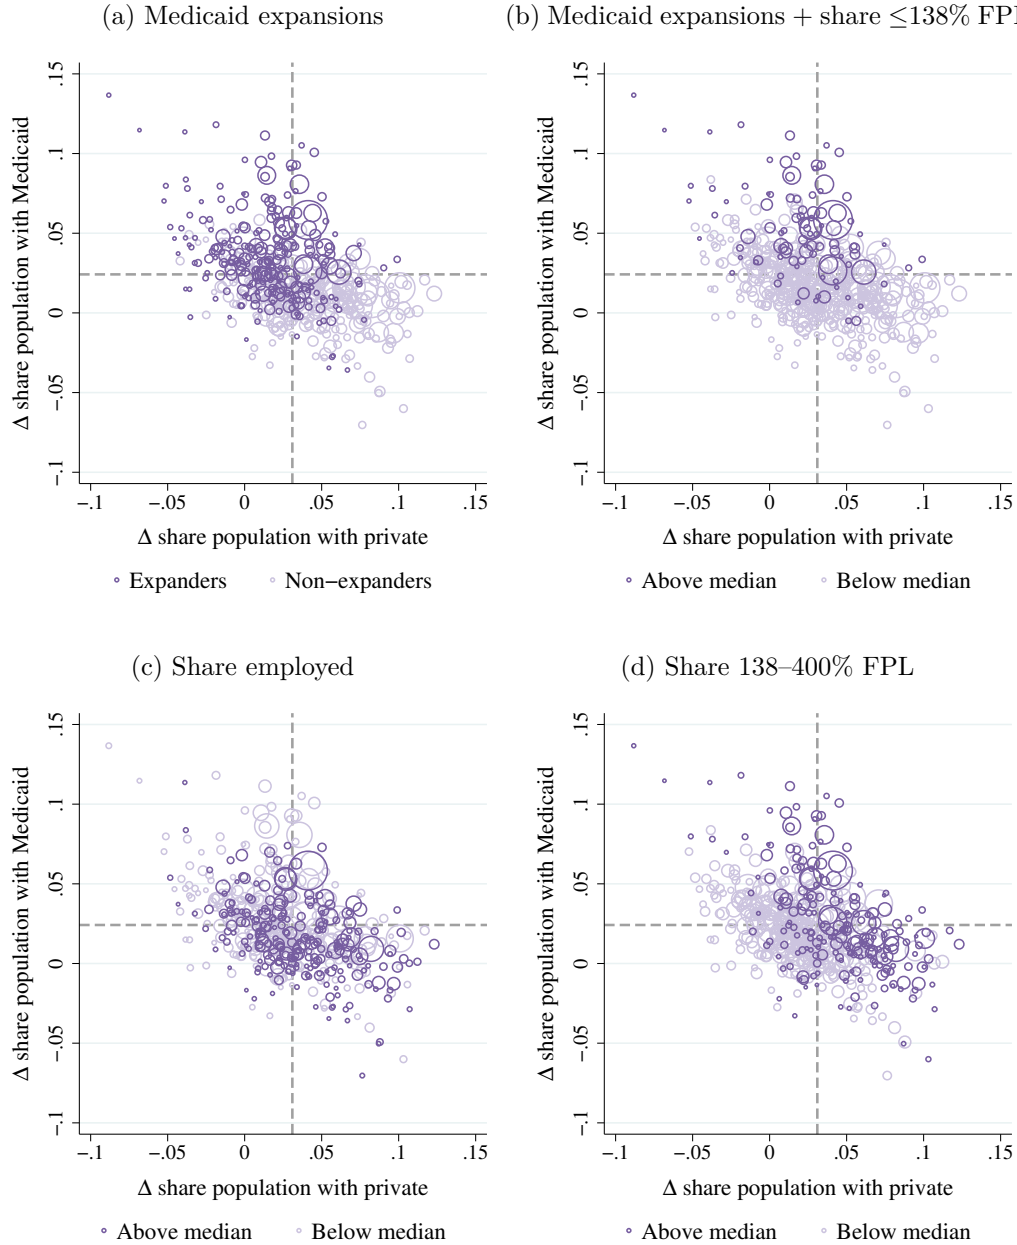 (a) Medicaid expansions
(b) Medicaid expansions + share ≤138% FPL
Δ share population with Medicaid
.15
.1
.05
0
−.05
−.1
−.1 −.05 0 .05 .1 .15
Δ share population with private
Expanders Non−expanders
Δ share population with Medicaid
.15
.1
.05
0
−.05
−.1
−.1 −.05 0 .05 .1 .15
Δ share population with private
Above median Below median
(c) Share employed
(d) Share 138–400% FPL
Δ share population with Medicaid
.15
.1
.05
0
−.05
−.1
−.1 −.05 0 .05 .1 .15
Δ share population with private
Above median Below median
Δ share population with Medicaid
.15
.1
.05
0
−.05
−.1
−.1 −.05 0 .05 .1 .15
Δ share population with private
Above median Below median